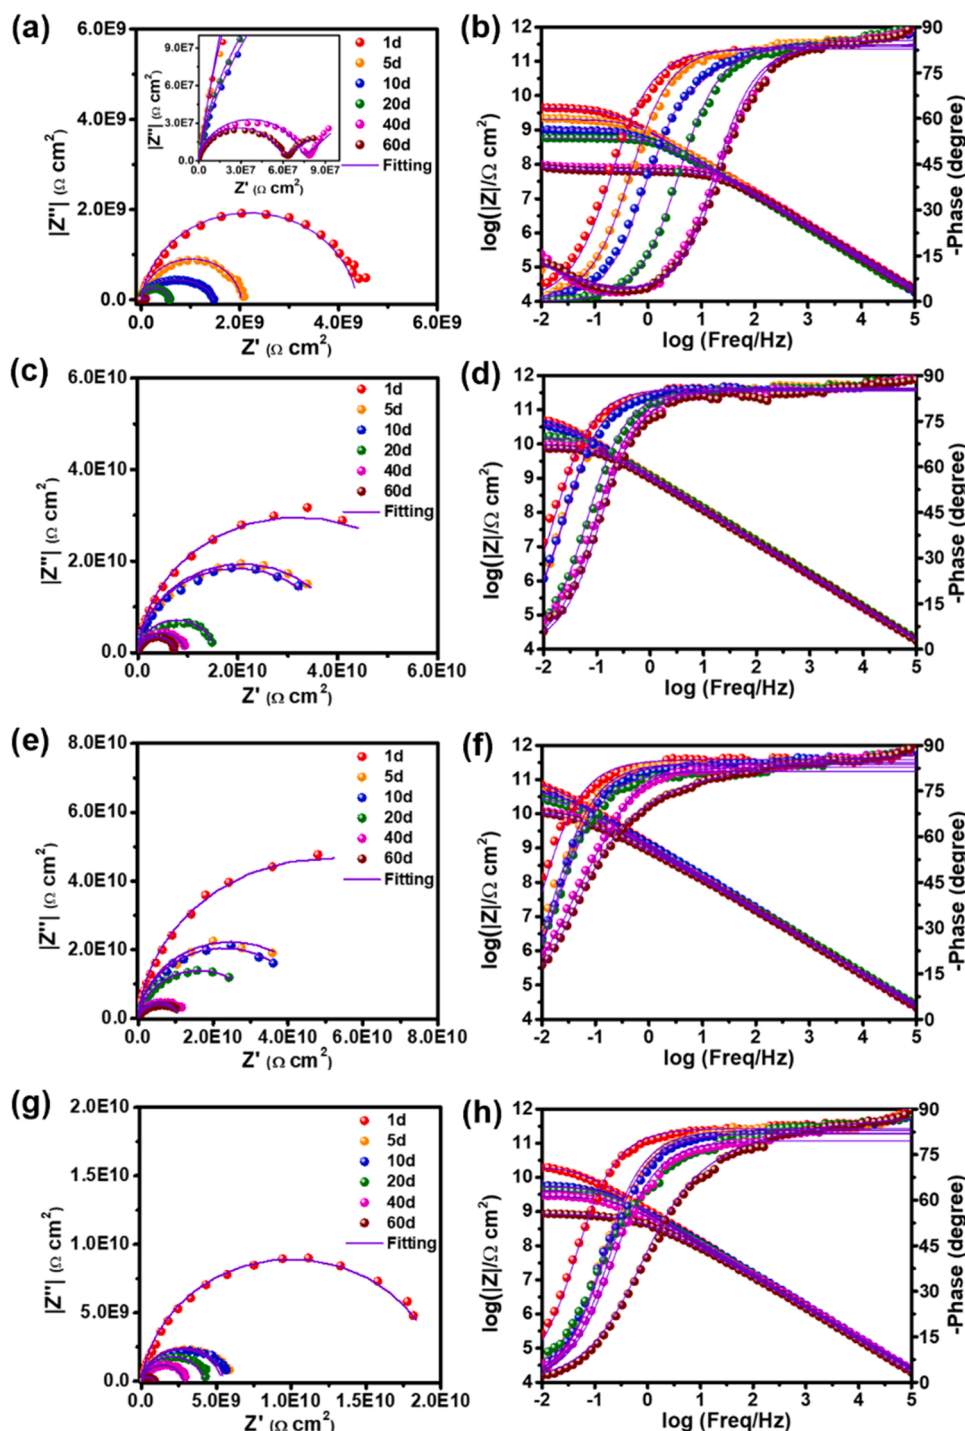 (a)
6.0E9
4.0E9
2.0E9
0.0
|Z''| (Ω cm²)
0.0
2.0E9
4.0E9
6.0E9
Z' (Ω cm²)
9.0E7
6.0E7
3.0E7
0.0
|Z''| (Ω cm²)
0.0
3.0E7
6.0E7
9.0E7
Z' (Ω cm²)
1d
5d
10d
20d
40d
60d
Fitting
(b)
12
11
10
9
8
7
6
5
4
log(|Z|/Ω cm²)
-2
-1
0
1
2
3
4
5
log (Freq/Hz)
90
75
60
45
30
15
0
-Phase (degree)
(c)
6.0E10
4.0E10
2.0E10
0.0
|Z''| (Ω cm²)
0.0
2.0E10
4.0E10
6.0E10
Z' (Ω cm²)
1d
5d
10d
20d
40d
60d
Fitting
(d)
12
11
10
9
8
7
6
5
4
log(|Z|/Ω cm²)
-2
-1
0
1
2
3
4
5
log (Freq/Hz)
90
75
60
45
30
15
0
-Phase (degree)
(e)
8.0E10
6.0E10
4.0E10
2.0E10
0.0
|Z''| (Ω cm²)
0.0
2.0E10
4.0E10
6.0E10
8.0E10
Z' (Ω cm²)
1d
5d
10d
20d
40d
60d
Fitting
(f)
12
11
10
9
8
7
6
5
4
log(|Z|/Ω cm²)
-2
-1
0
1
2
3
4
5
log (Freq/Hz)
90
75
60
45
30
15
0
-Phase (degree)
(g)
2.0E10
1.5E10
1.0E10
5.0E9
0.0
|Z''| (Ω cm²)
0.0
5.0E9
1.0E10
1.5E10
2.0E10
Z' (Ω cm²)
1d
5d
10d
20d
40d
60d
Fitting
(h)
12
11
10
9
8
7
6
5
4
log(|Z|/Ω cm²)
-2
-1
0
1
2
3
4
5
log (Freq/Hz)
90
75
60
45
30
15
0
-Phase (degree)